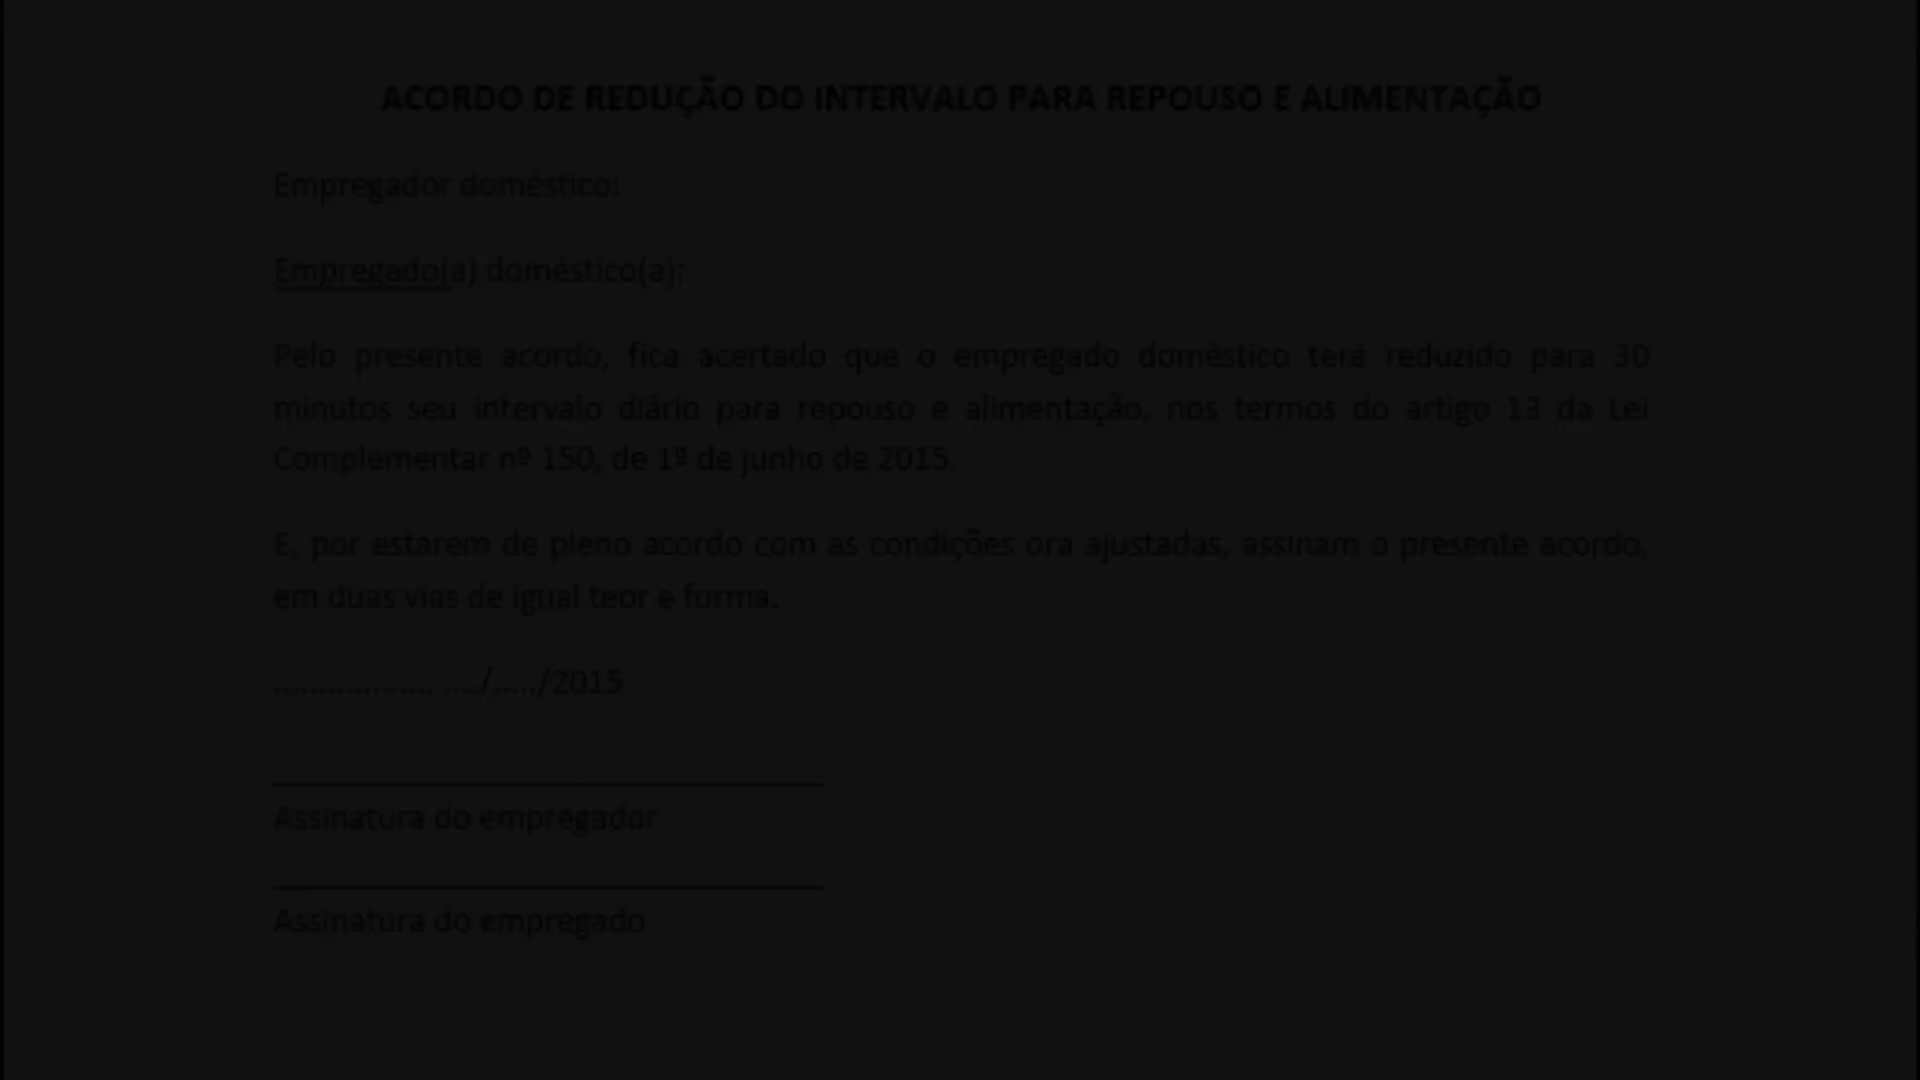 ACORDO DE REDUÇÃO DO INTERVALO PARA REPOUSO E ALIMENTAÇÃO
Empregador doméstico:
Empregado(a) doméstico(a):
Pelo presente acordo, fica acertado que o empregado doméstico terá reduzido para 30
minutos seu intervalo diário para repouso e alimentação, nos termos do artigo 13 da Lei
Complementar nº 150, de 1º de junho de 2015.
E, por estarem de pleno acordo com as condições ora ajustadas, assinam o presente acordo,
em duas vias de igual teor e forma.
.................., ..../...../2015
Assinatura do empregador
Assinatura do empregado